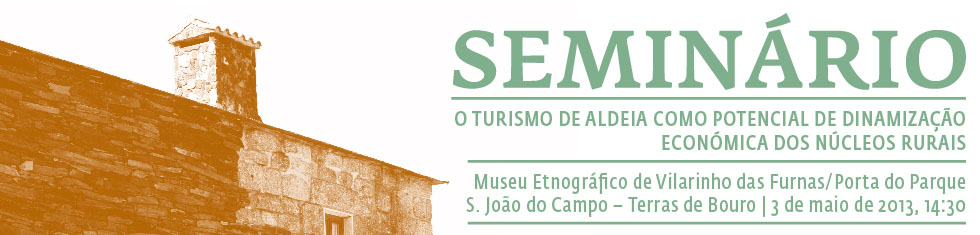 SEMINÁRIO
O TURISMO DE ALDEIA COMO POTENCIAL DE DINAMIZAÇÃO
ECONÓMICA DOS NÚCLEOS RURAIS
Museu Etnográfico de Vilarinho das Furnas/Porta do Parque
S. João do Campo – Terras de Bouro | 3 de maio de 2013, 14:30